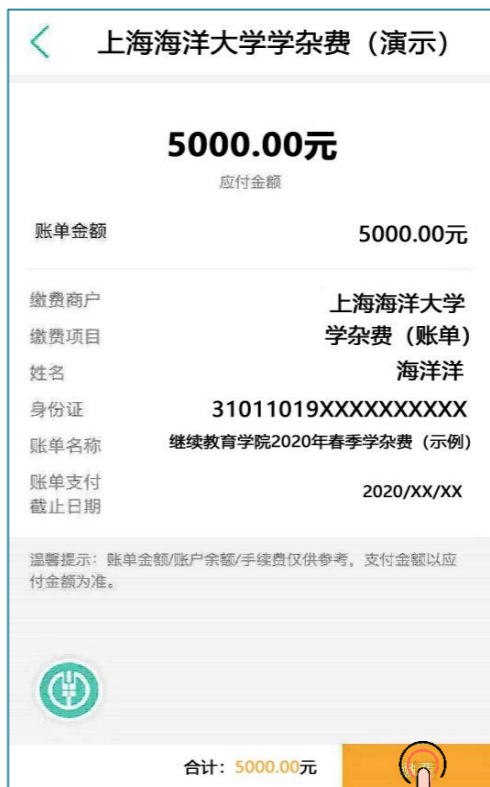 上海海洋大学学杂费（演示）
5000.00元
应付金额
账单金额 5000.00元
缴费商户 上海海洋大学
缴费项目 学杂费（账单）
姓名 海洋洋
身份证 31011019XXXXXXXXXX
账单名称 继续教育学院2020年春季学杂费（示例）
账单支付
截止日期 2020/XX/XX
温馨提示：账单金额/账户余额/手续费仅供参考，支付金额以应
付金额为准。
合计：5000.00元